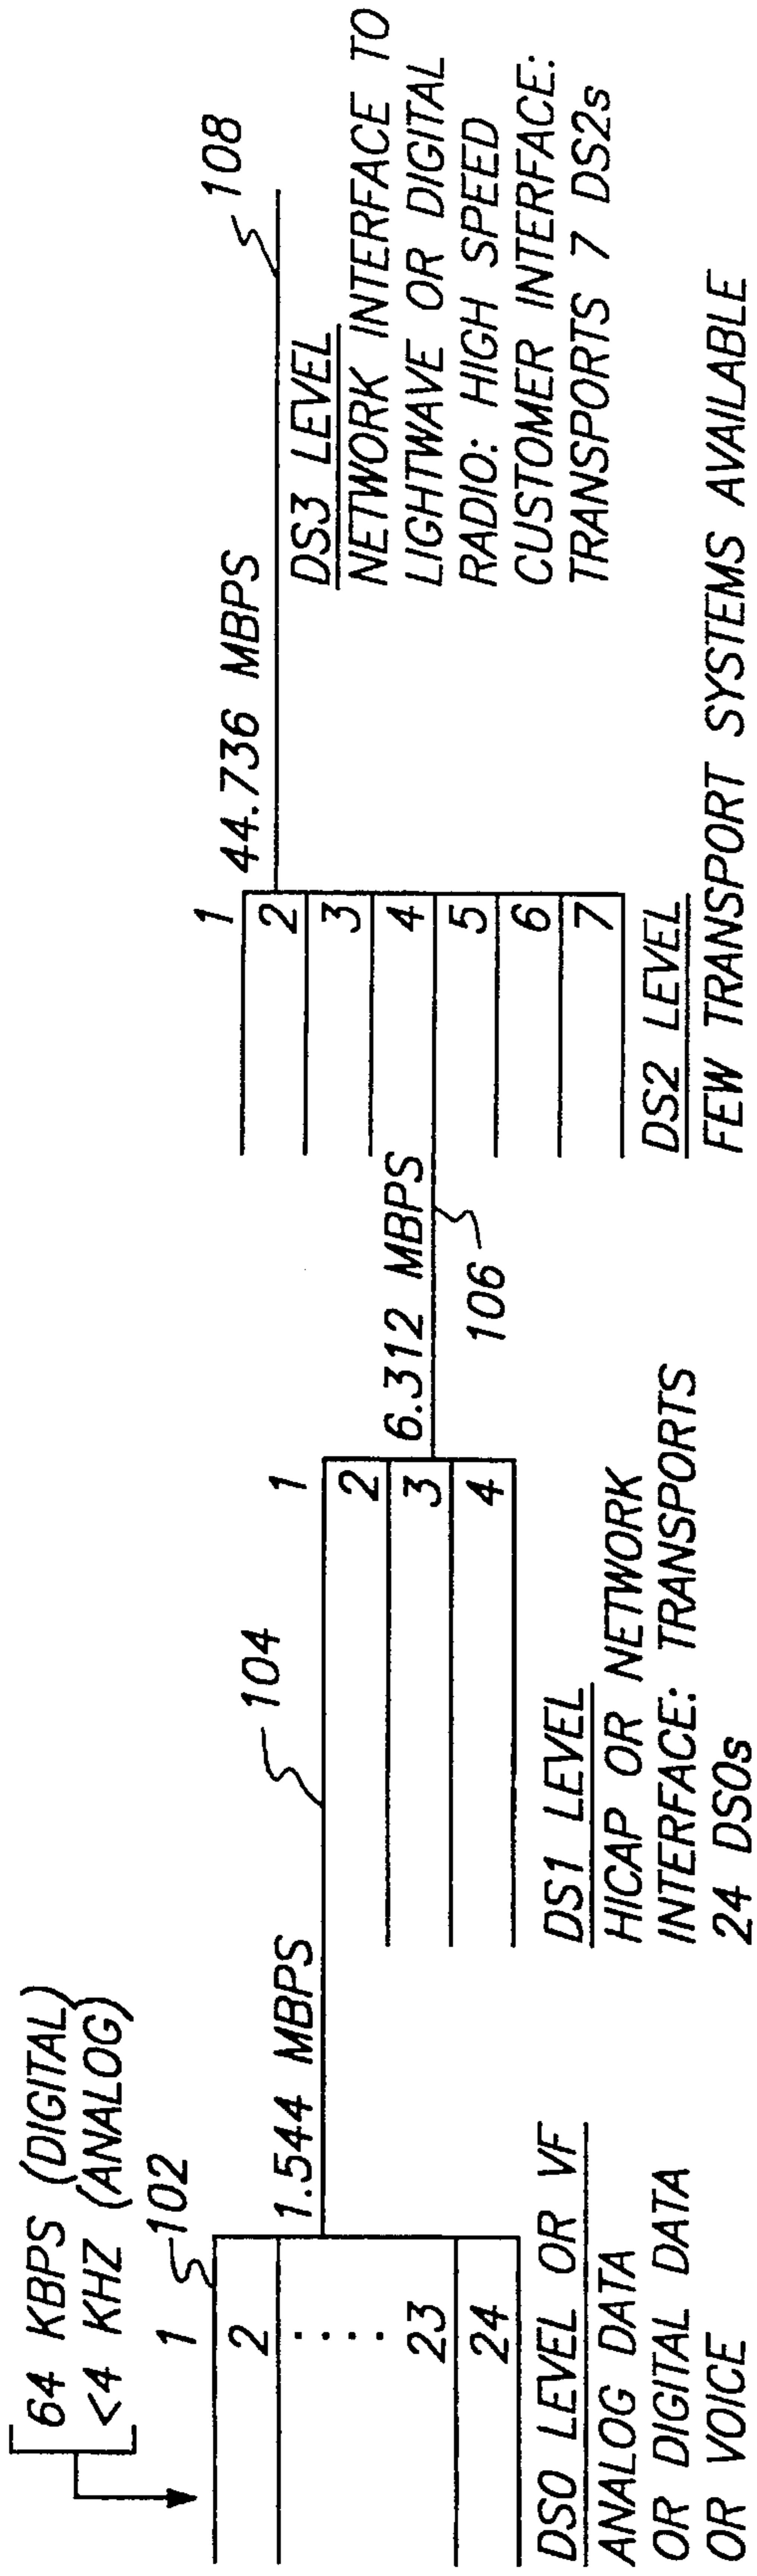 64 KBPS (DIGITAL)
<4 KHZ (ANALOG)
102
1
2
23
24
DS0 LEVEL OR VF
ANALOG DATA
OR DIGITAL DATA
OR VOICE
1.544 MBPS
104
1
2
3
4
DS1 LEVEL
HICAP OR NETWORK
INTERFACE: TRANSPORTS
24 DS0s
6.312 MBPS
106
1
2
3
4
5
6
7
DS2 LEVEL
FEW TRANSPORT SYSTEMS AVAILABLE
44.736 MBPS
108
DS3 LEVEL
NETWORK INTERFACE TO
LIGHTWAVE OR DIGITAL
RADIO: HIGH SPEED
CUSTOMER INTERFACE:
TRANSPORTS 7 DS2s